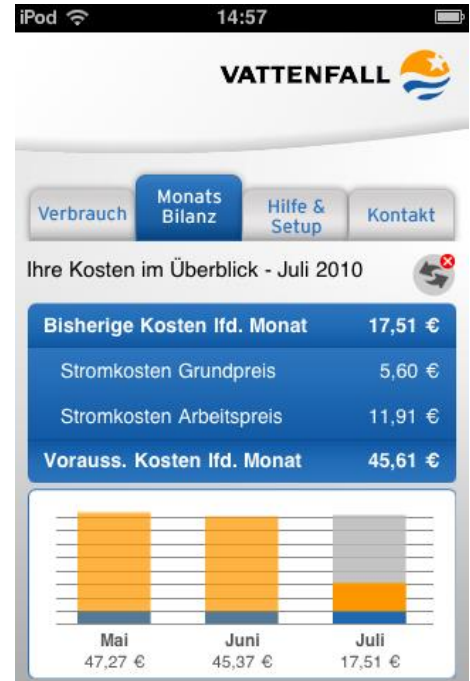 iPod 14:57
VATTENFALL
Verbrauch
Monats
Bilanz
Hilfe &
Setup
Kontakt
Ihre Kosten im Überblick - Juli 2010
Bisherige Kosten lfd. Monat 17,51 €
Stromkosten Grundpreis 5,60 €
Stromkosten Arbeitspreis 11,91 €
Vorauss. Kosten lfd. Monat 45,61 €
Mai Juni Juli
47,27 € 45,37 € 17,51 €